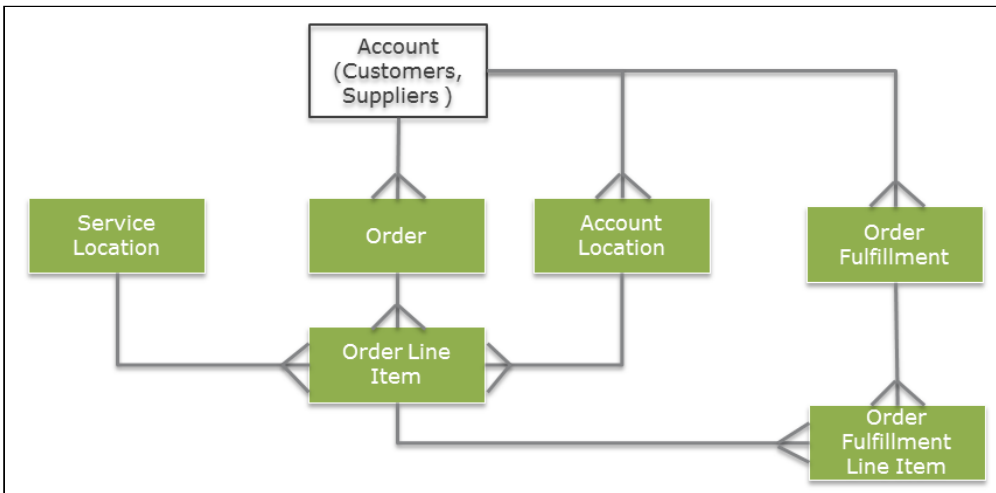 Account
(Customers,
Suppliers )
Service
Location
Order
Account
Location
Order
Fulfillment
Order Line
Item
Order
Fulfillment
Line Item